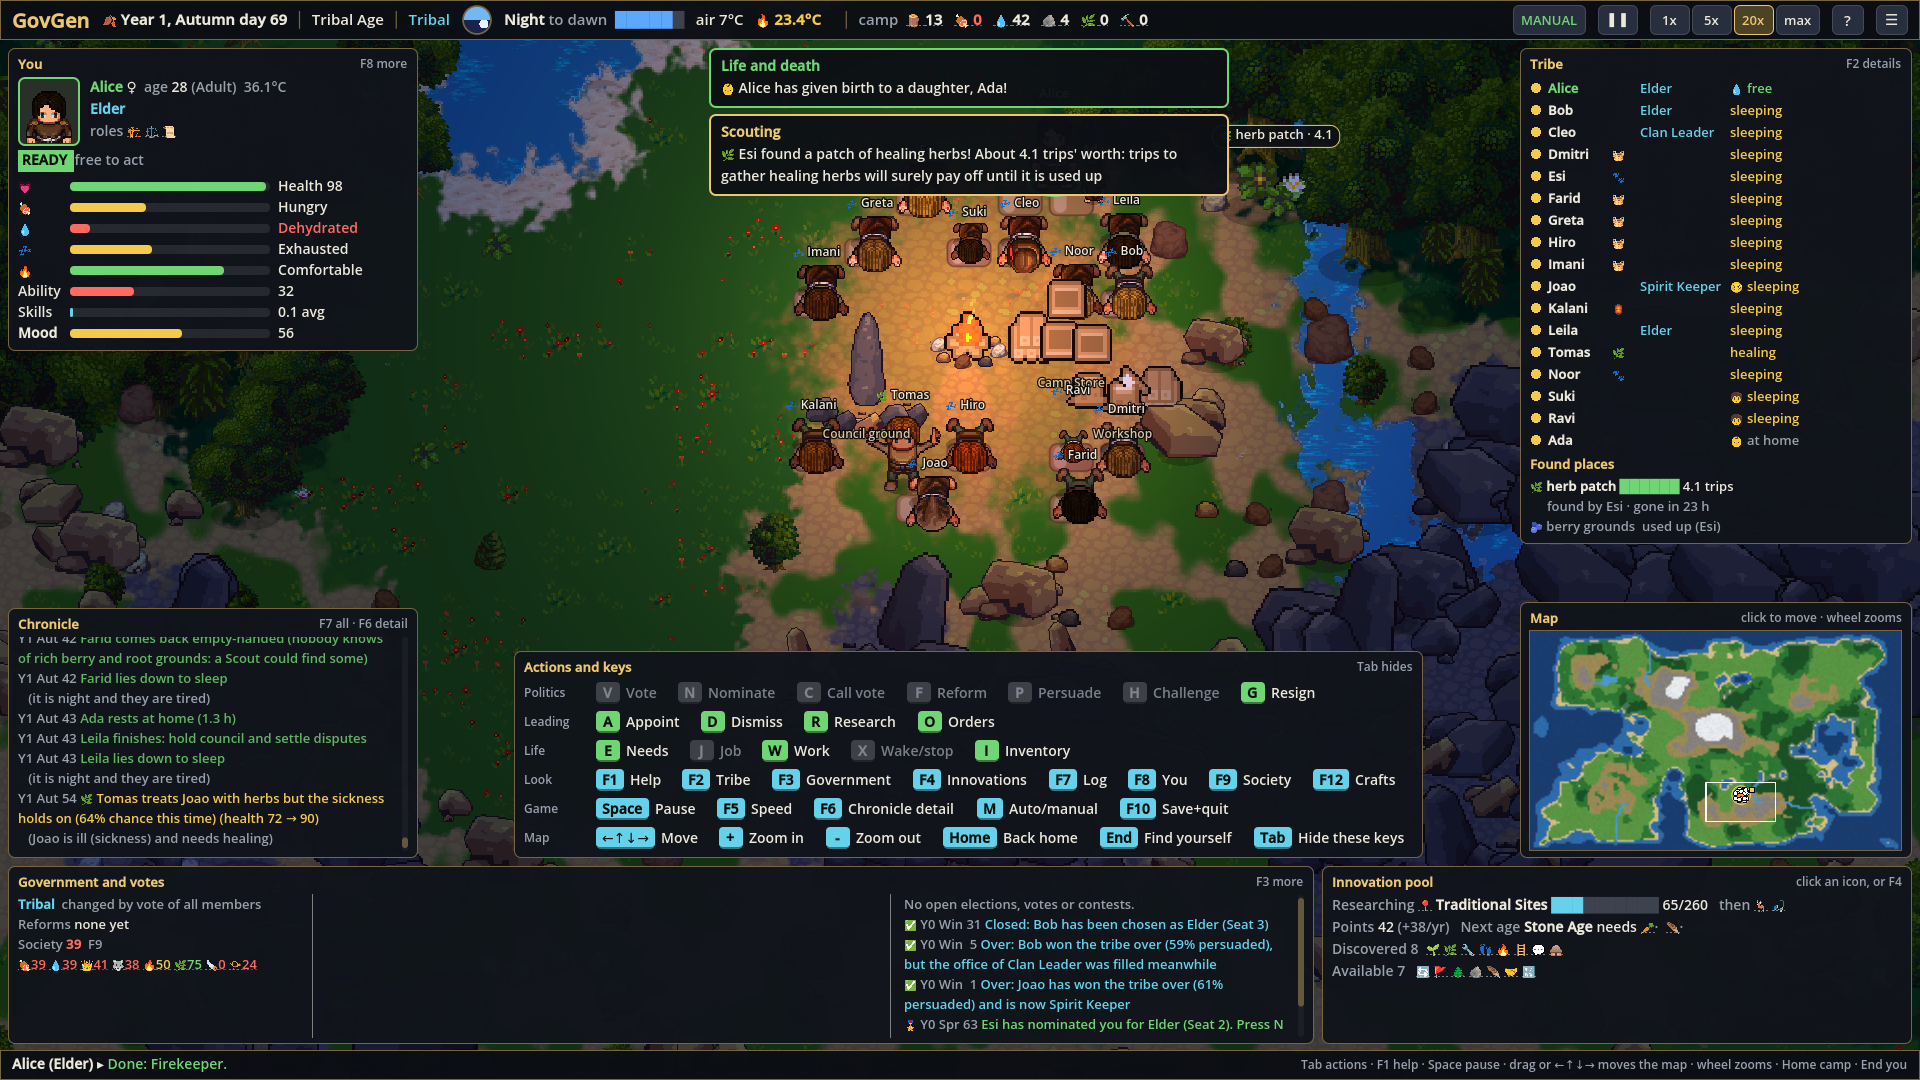 GovGen Year 1, Autumn day 69 Tribal Age Tribal Night to dawn air 7°C 23.4°C camp 13 0 42 4 0 0 MANUAL 1x 5x 20x max ?
You F8 more
Alice ♀ age 28 (Adult) 36.1°C
Elder
roles
READY free to act
Health 98
Hungry
Dehydrated
Exhausted
Comfortable
Ability 32
Skills 0.1 avg
Mood 56
Life and death
Alice has given birth to a daughter, Ada!
Scouting
Esi found a patch of healing herbs! About 4.1 trips' worth: trips to
gather healing herbs will surely pay off until it is used up
herb patch · 4.1
Greta
Suki
Cleo
Leila
Imani
Noor
Bob
Camp Store
Ravi
Dmitri
Kalani
Tomas
Hiro
Council ground
Workshop
Joao
Farid
Tribe F2 details
Alice Elder free
Bob Elder sleeping
Cleo Clan Leader sleeping
Dmitri sleeping
Esi sleeping
Farid sleeping
Greta sleeping
Hiro sleeping
Imani sleeping
Joao Spirit Keeper sleeping
Kalani sleeping
Leila Elder sleeping
Tomas healing
Noor sleeping
Suki sleeping
Ravi sleeping
Ada at home
Found places
herb patch 4.1 trips
found by Esi · gone in 23 h
berry grounds used up (Esi)
Chronicle F7 all · F6 detail
Y1 Aut 42 Farid comes back empty-handed (nobody knows
of rich berry and root grounds: a Scout could find some)
Y1 Aut 42 Farid lies down to sleep
(it is night and they are tired)
Y1 Aut 43 Ada rests at home (1.3 h)
Y1 Aut 43 Leila finishes: hold council and settle disputes
Y1 Aut 43 Leila lies down to sleep
(it is night and they are tired)
Y1 Aut 54 Tomas treats Joao with herbs but the sickness
holds on (64% chance this time) (health 72 → 90)
(Joao is ill (sickness) and needs healing)
Actions and keys Tab hides
Politics V Vote N Nominate C Call vote F Reform P Persuade H Challenge G Resign
Leading A Appoint D Dismiss R Research O Orders
Life E Needs J Job W Work X Wake/stop I Inventory
Look F1 Help F2 Tribe F3 Government F4 Innovations F7 Log F8 You F9 Society F12 Crafts
Game Space Pause F5 Speed F6 Chronicle detail M Auto/manual F10 Save+quit
Map ←↑↓→ Move + Zoom in - Zoom out Home Back home End Find yourself Tab Hide these keys
Map click to move · wheel zooms
Government and votes F3 more
Tribal changed by vote of all members
Reforms none yet
Society 39 F9
39 39 41 38 50 75 0 24
No open elections, votes or contests.
Y0 Win 31 Closed: Bob has been chosen as Elder (Seat 3)
Y0 Win 5 Over: Bob won the tribe over (59% persuaded),
but the office of Clan Leader was filled meanwhile
Y0 Win 1 Over: Joao has won the tribe over (61%
persuaded) and is now Spirit Keeper
Y0 Spr 63 Esi has nominated you for Elder (Seat 2). Press N
Innovation pool click an icon, or F4
Researching Traditional Sites 65/260 then
Points 42 (+38/yr) Next age Stone Age needs
Discovered 8
Available 7
Alice (Elder) ▸ Done: Firekeeper.
Tab actions · F1 help · Space pause · drag or ←↑↓→ moves the map · wheel zooms · Home camp · End you